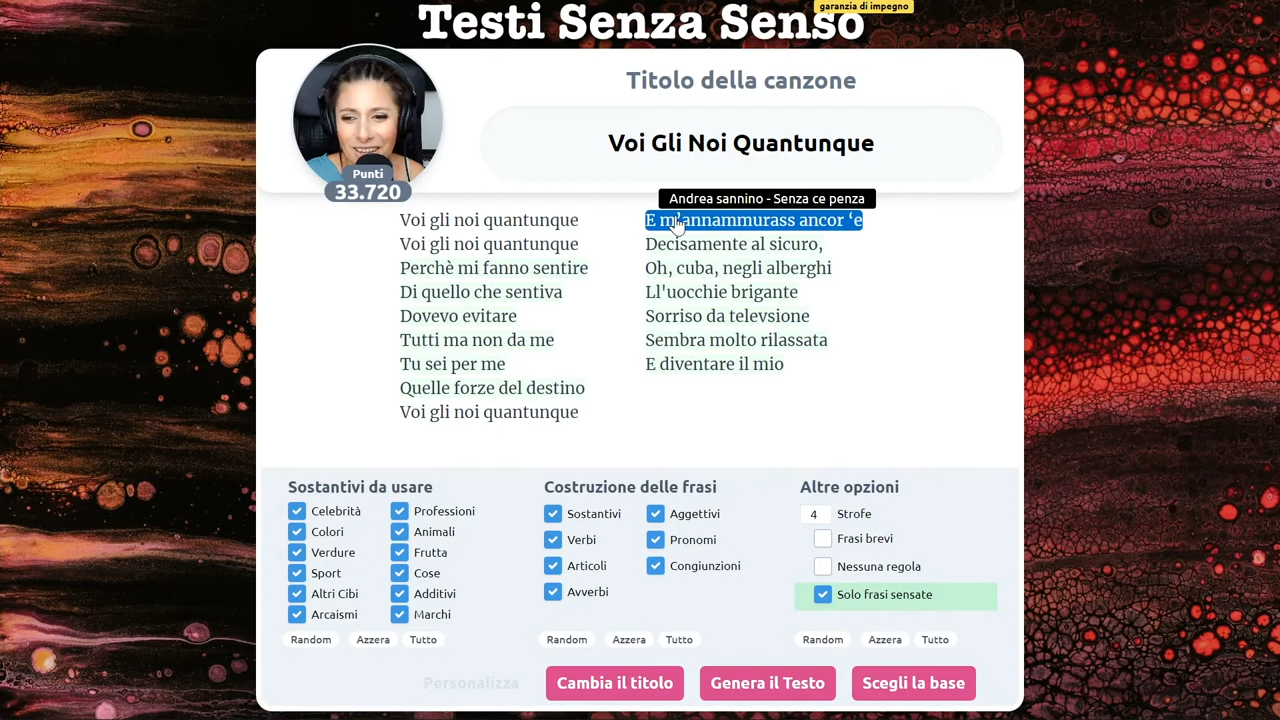 garanzia di impegno
Testi Senza Senso
Titolo della canzone
Voi Gli Noi Quantunque
Punti
33.720
Andrea sannino - Senza ce penza
Voi gli noi quantunque
Voi gli noi quantunque
Perchè mi fanno sentire
Di quello che sentiva
Dovevo evitare
Tutti ma non da me
Tu sei per me
Quelle forze del destino
Voi gli noi quantunque
E m'annammurass ancor ‘e
Decisamente al sicuro,
Oh, cuba, negli alberghi
Ll'uocchie brigante
Sorriso da televsione
Sembra molto rilassata
E diventare il mio
Sostantivi da usare
Celebrità
Professioni
Colori
Animali
Verdure
Frutta
Sport
Cose
Altri Cibi
Additivi
Arcaismi
Marchi
Random
Azzera
Tutto
Costruzione delle frasi
Sostantivi
Aggettivi
Verbi
Pronomi
Articoli
Congiunzioni
Avverbi
Random
Azzera
Tutto
Altre opzioni
4 Strofe
Frasi brevi
Nessuna regola
Solo frasi sensate
Random
Azzera
Tutto
Personalizza
Cambia il titolo
Genera il Testo
Scegli la base